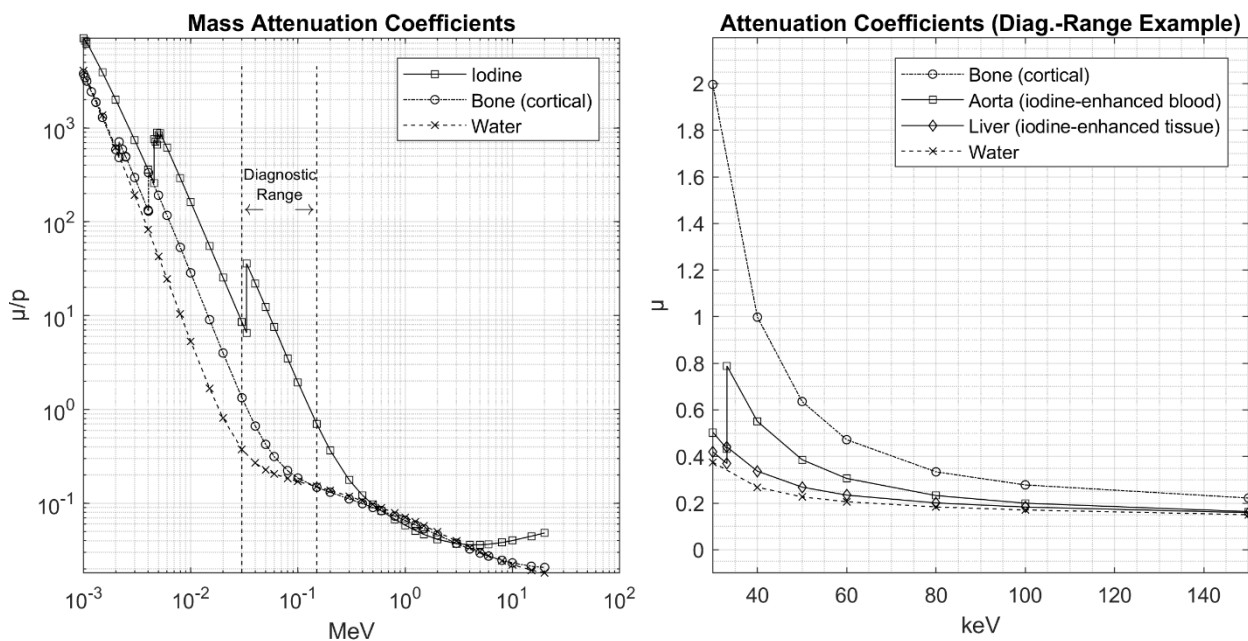 Mass Attenuation Coefficients
10^3
10^2
10^1
10^0
10^-1
μ/p
Iodine
Bone (cortical)
Water
Diagnostic
Range
10^-3
10^-2
10^-1
10^0
10^1
10^2
MeV
Attenuation Coefficients (Diag.-Range Example)
2
1.8
1.6
1.4
1.2
1
0.8
0.6
0.4
0.2
0
μ
Bone (cortical)
Aorta (iodine-enhanced blood)
Liver (iodine-enhanced tissue)
Water
40
60
80
100
120
140
keV